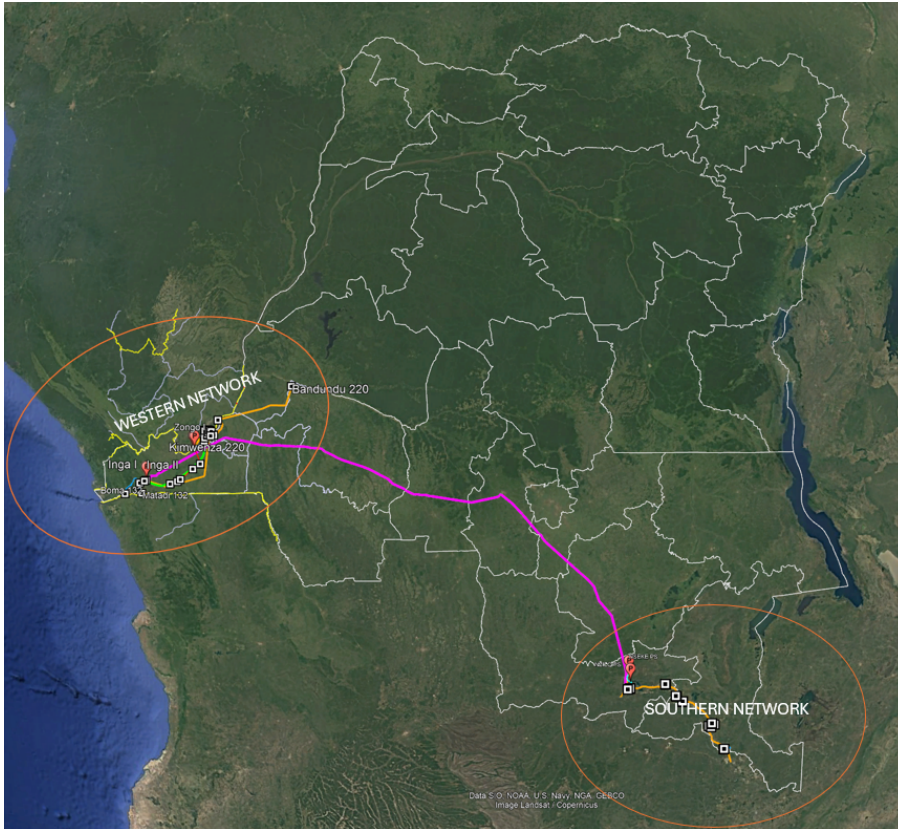 WESTERN NETWORK
Bandundu 220
Zongo
Kimwenza 220
Inga I
Inga II
Boma
Matadi 132
SOUTHERN NETWORK
Data S O, NOAA, U.S. Navy, NGA, GEBCO
Image Landsat / Copernicus